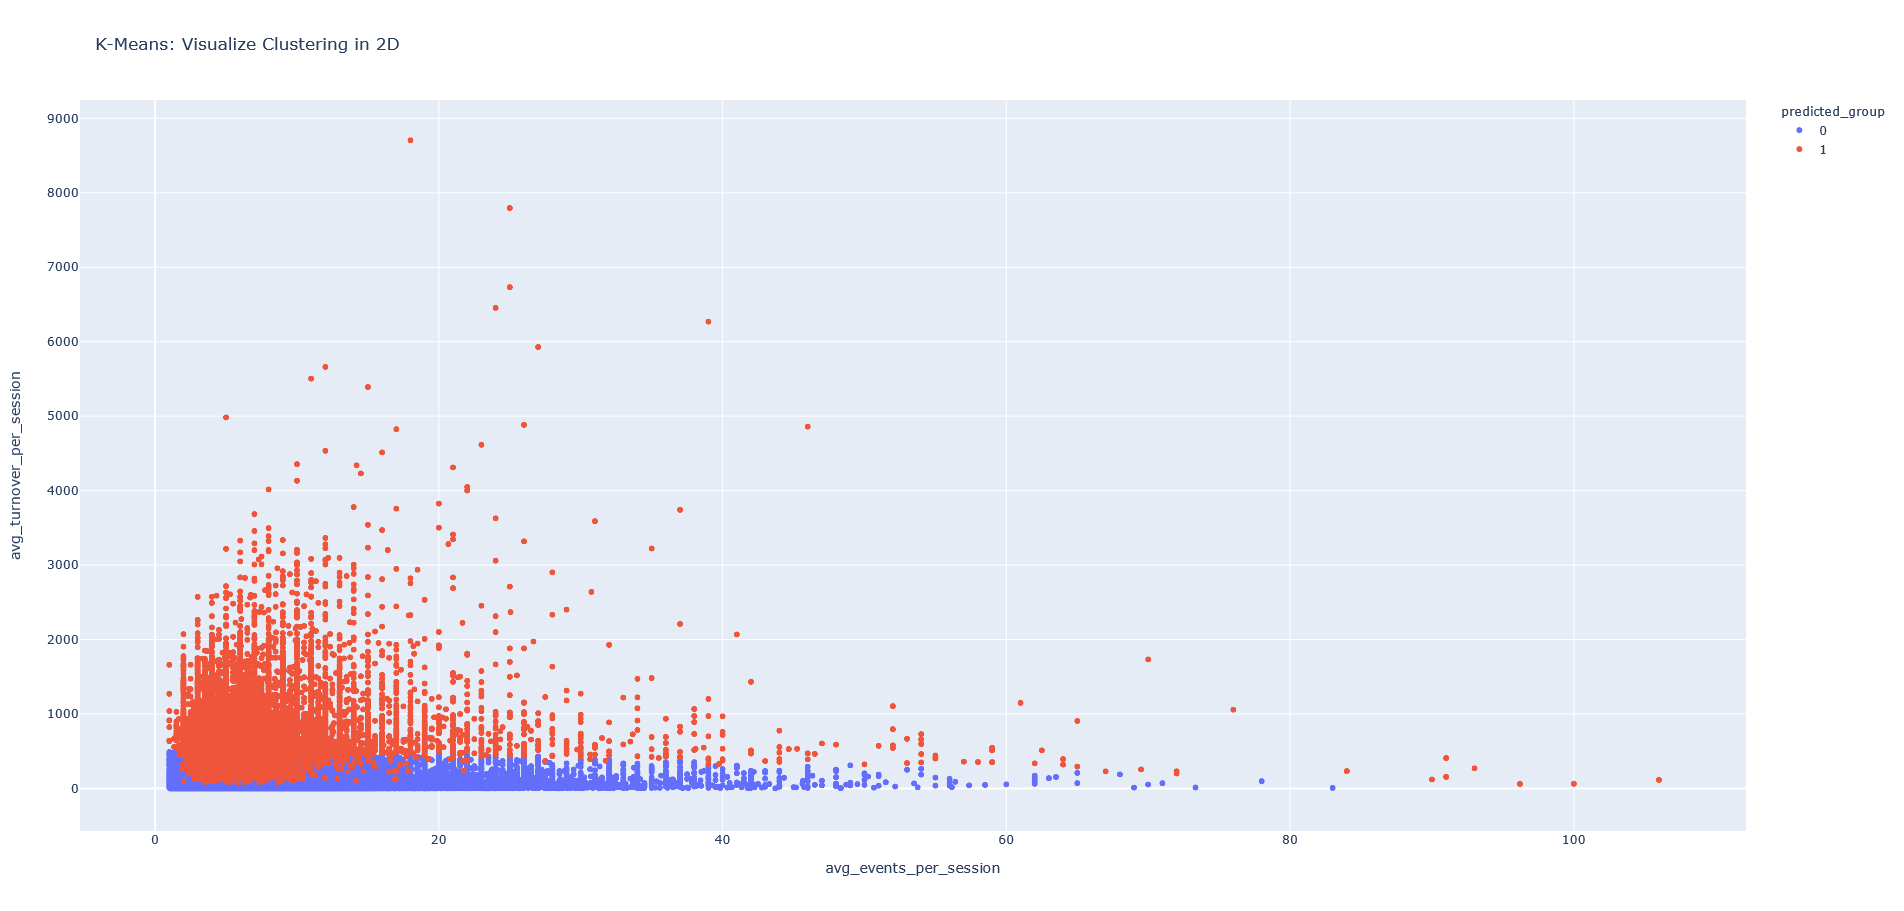 K-Means: Visualize Clustering in 2D
predicted_group
0
1
9000
8000
7000
6000
5000
4000
3000
2000
1000
0
avg_turnover_per_session
0 20 40 60 80 100
avg_events_per_session